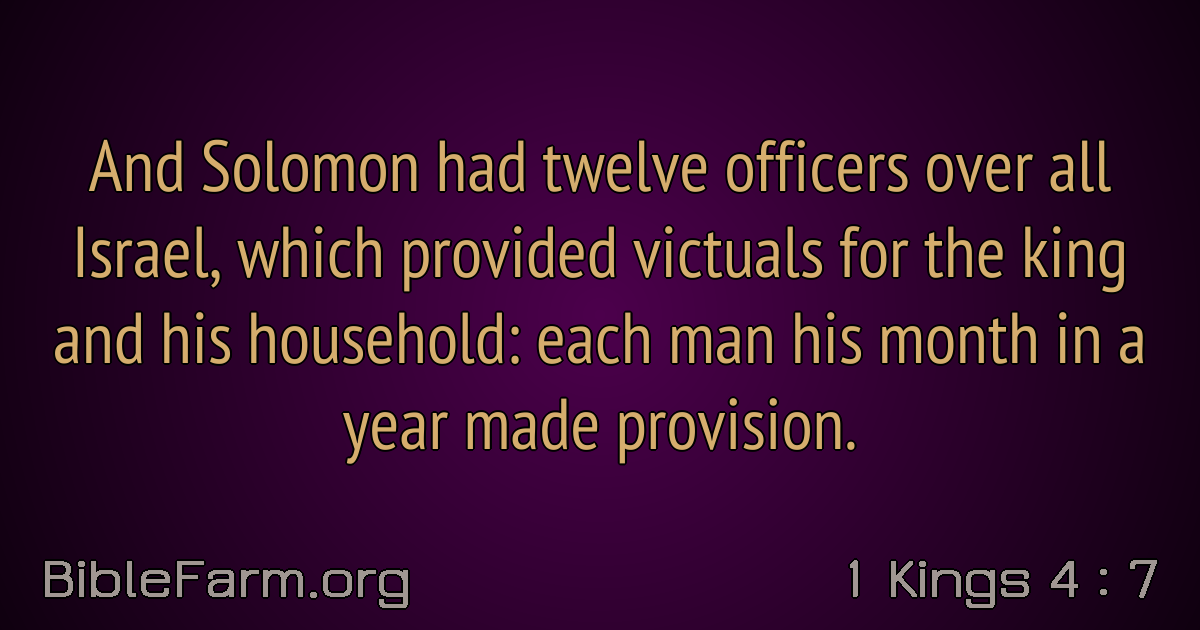 And Solomon had twelve officers over all
Israel, which provided victuals for the king
and his household: each man his month in a
year made provision.
BibleFarm.org
1 Kings 4 : 7